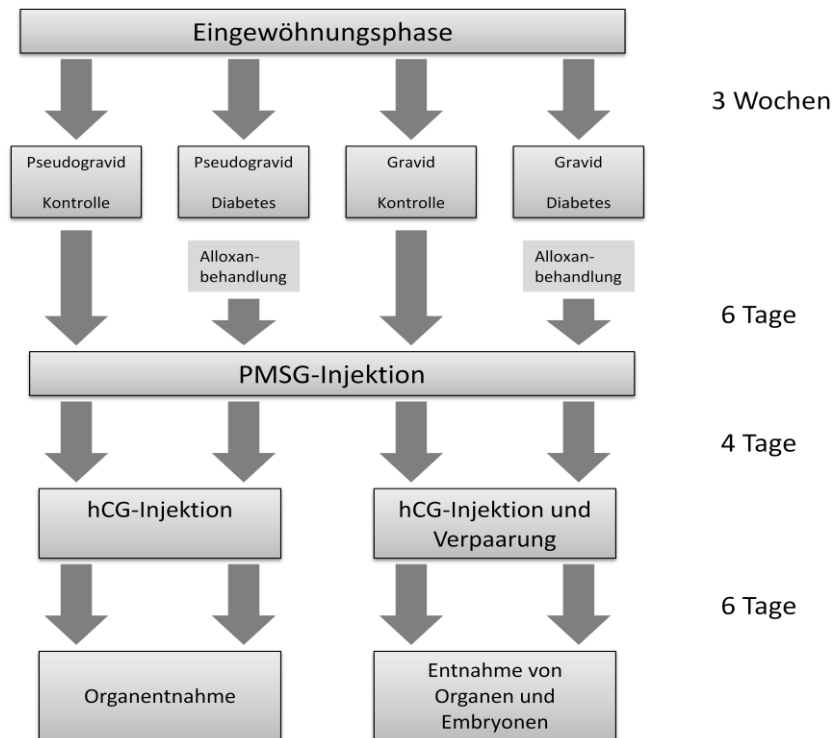 Eingewöhnungsphase
3 Wochen
Pseudogravid
Kontrolle
Pseudogravid
Diabetes
Gravid
Kontrolle
Gravid
Diabetes
Alloxan-
behandlung
Alloxan-
behandlung
6 Tage
PMSG-Injektion
4 Tage
hCG-Injektion
hCG-Injektion und
Verpaarung
6 Tage
Organentnahme
Entnahme von
Organen und
Embryonen